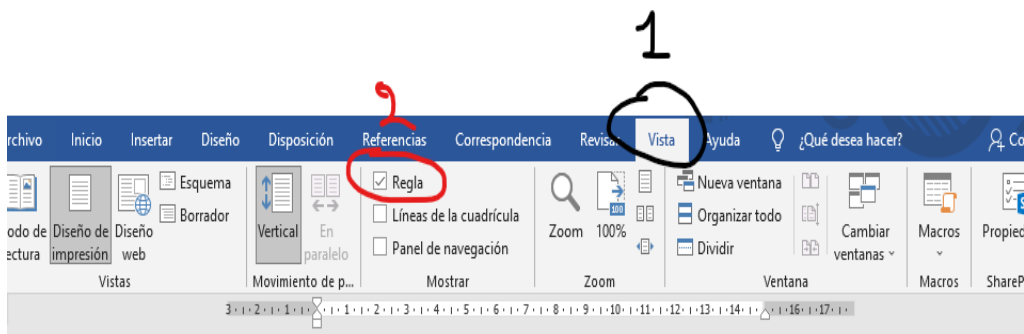 1
2
rchivo Inicio Insertar Diseño Disposición Referencias Correspondencia Revisar Vista Ayuda ¿Qué desea hacer? Co
Regla
Líneas de la cuadrícula
Panel de navegación
Esquema
Borrador
odo de ectura
Diseño de impresión
Diseño web
Vertical
En paralelo
Zoom
100
100%
Nueva ventana
Organizar todo
Dividir
Cambiar ventanas
Macros
Propied
Vistas Movimiento de p... Mostrar Zoom Ventana Macros ShareP
3 2 1 1 2 3 4 5 6 7 8 9 10 11 12 13 14 16 17